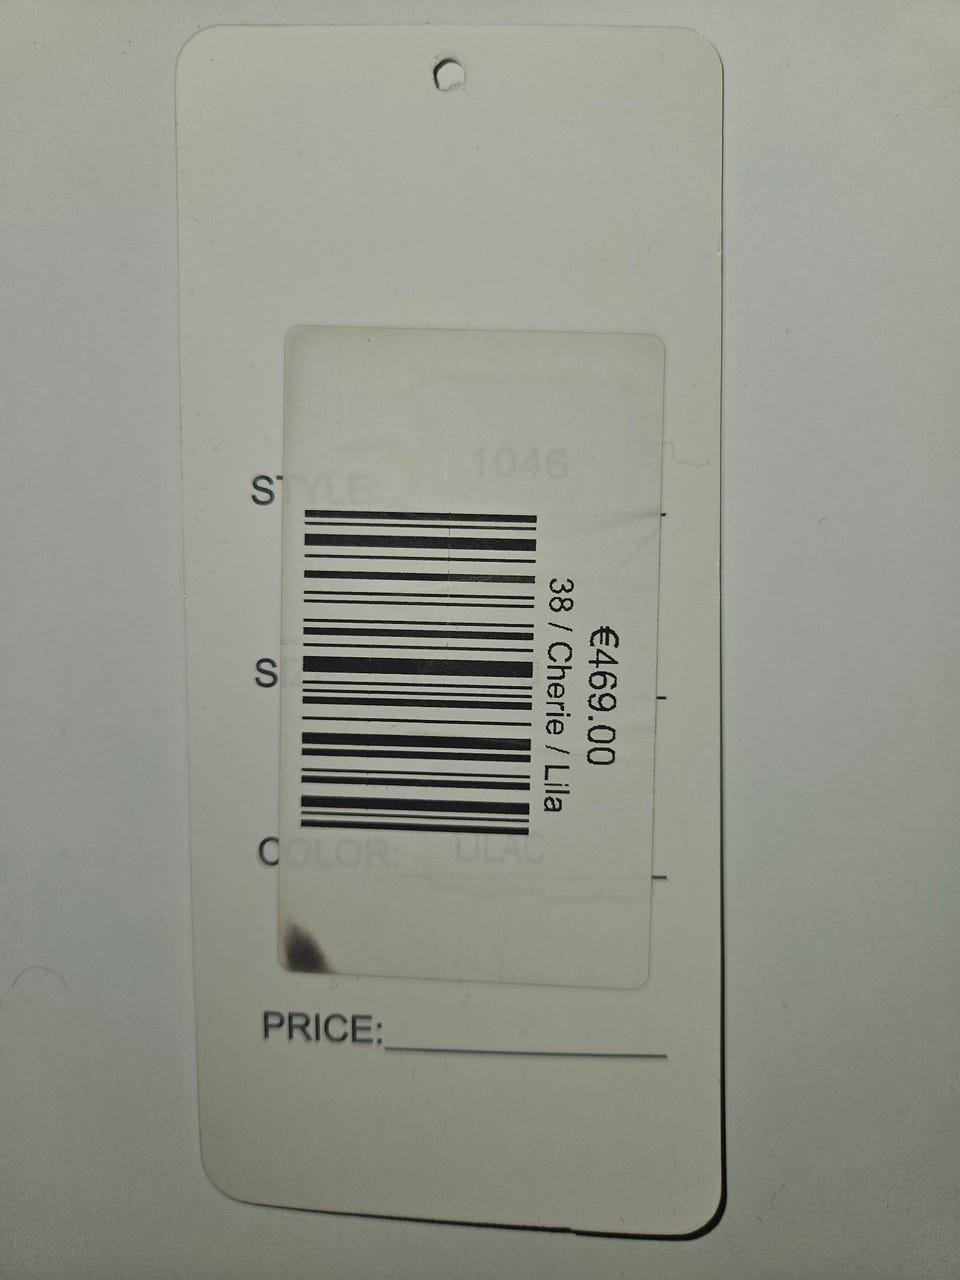 STYLE: 1046
€469.00
38 / Cherie / Lila
S
COLOR: LILAC
PRICE: